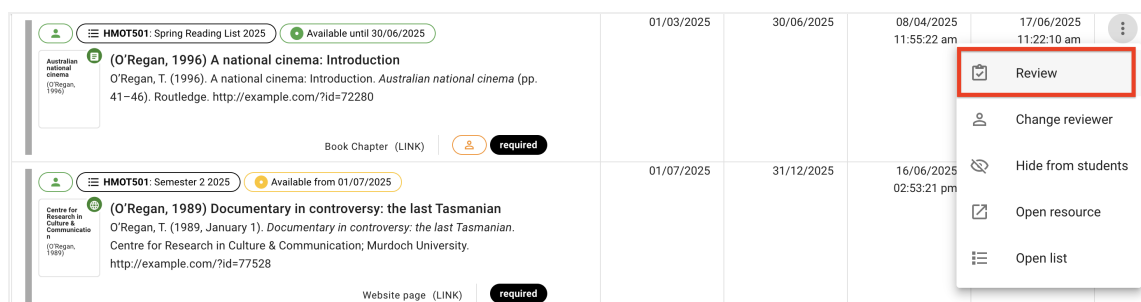 HMOT501: Spring Reading List 2025
Available until 30/06/2025
01/03/2025
30/06/2025
08/04/2025
11:55:22 am
17/06/2025
11:22:10 am
Australian
national
cinema
(O'Regan,
1996)
(O'Regan, 1996) A national cinema: Introduction
O'Regan, T. (1996). A national cinema: Introduction. Australian national cinema (pp.
41–46). Routledge. http://example.com/?id=72280
Book Chapter (LINK)
required
HMOT501: Semester 2 2025
Available from 01/07/2025
01/07/2025
31/12/2025
16/06/2025
02:53:21 pm
Centre for
Research in
Culture &
Communicatio
n
(O'Regan,
1989)
(O'Regan, 1989) Documentary in controversy: the last Tasmanian
O'Regan, T. (1989, January 1). Documentary in controversy: the last Tasmanian.
Centre for Research in Culture & Communication; Murdoch University.
http://example.com/?id=77528
Website page (LINK)
required
Review
Change reviewer
Hide from students
Open resource
Open list